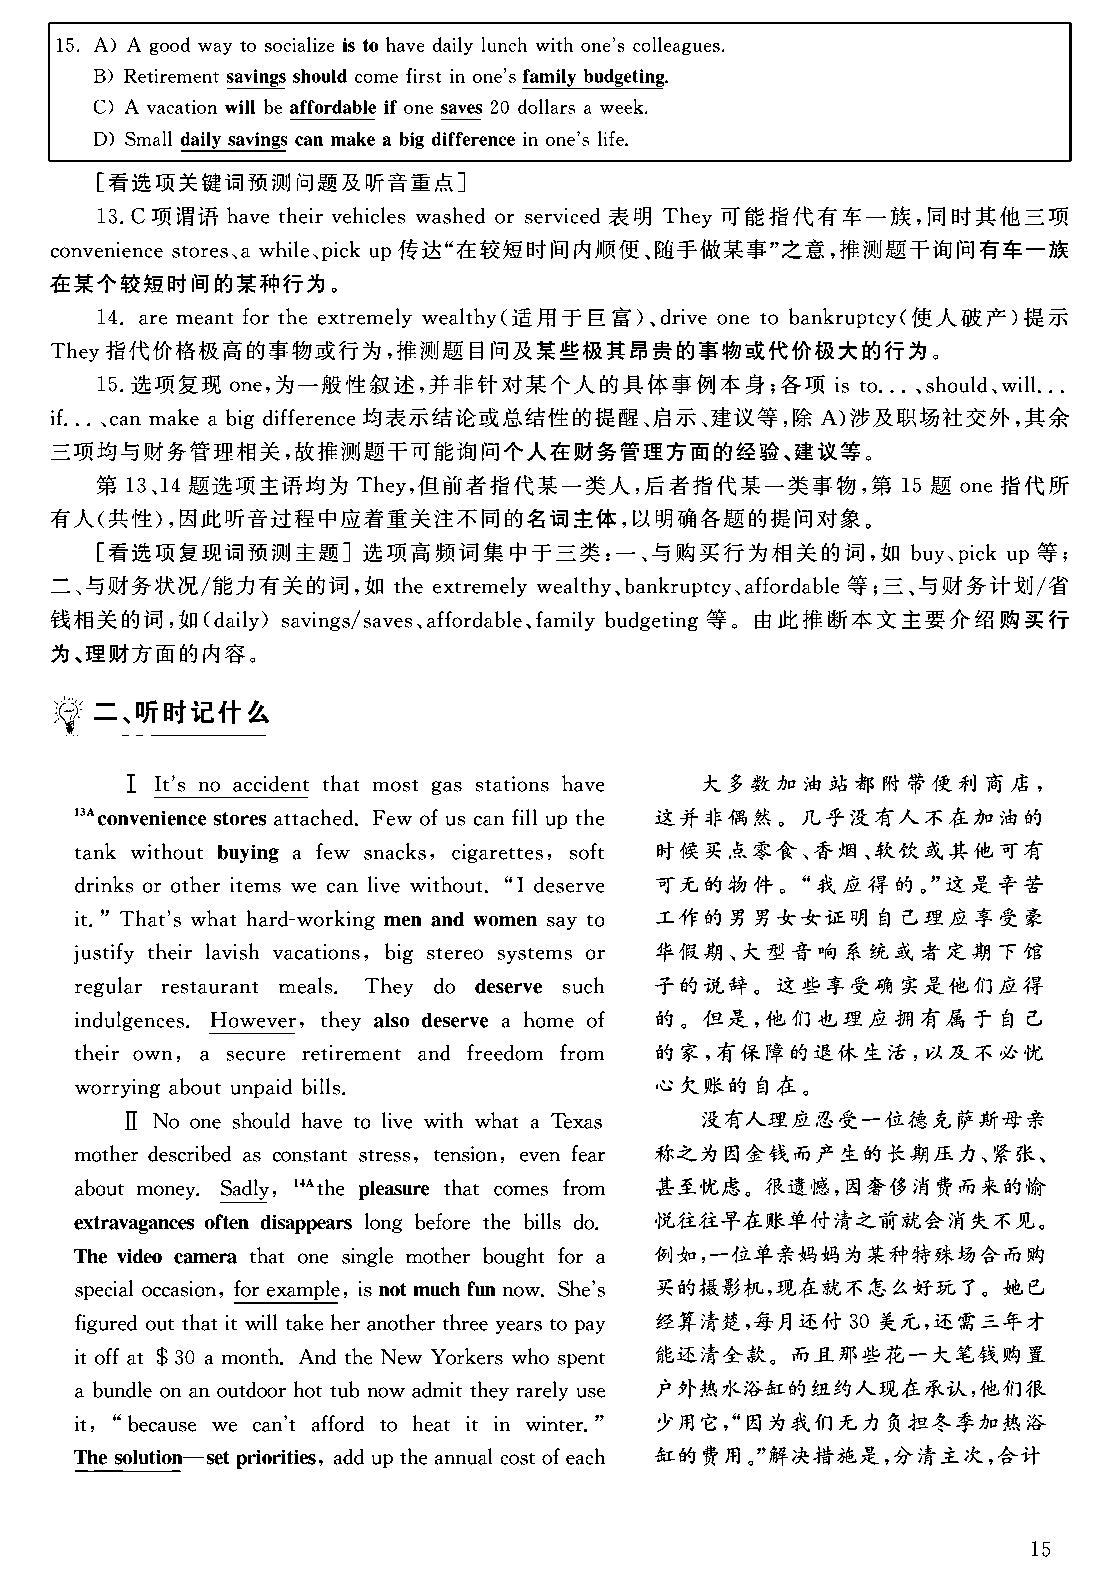 15. A) A good way to socialize is to have daily lunch with one's colleagues.
B) Retirement savings should come first in one's family budgeting.
C) A vacation will be affordable if one saves 20 dollars a week.
D) Small daily savings can make a big difference in one's life.
[看选项关键词预测问题及听音重点]
13. C 项谓语 have their vehicles washed or serviced 表明 They 可能指代有车一族,同时其他三项
convenience stores、a while、pick up 传达“在较短时间内顺便、随手做某事”之意,推测题干询问有车一族
在某个较短时间的某种行为。
14. are meant for the extremely wealthy(适用于巨富)、drive one to bankruptcy(使人破产)提示
They 指代价格极高的事物或行为,推测题目问及某些极其昂贵的事物或代价极大的行为。
15. 选项复现 one,为一般性叙述,并非针对某个人的具体事例本身;各项 is to...、should、will...
if...、can make a big difference 均表示结论或总结性的提醒、启示、建议等,除 A)涉及职场社交外,其余
三项均与财务管理相关,故推测题干可能询问个人在财务管理方面的经验、建议等。
第 13、14 题选项主语均为 They,但前者指代某一类人,后者指代某一类事物,第 15 题 one 指代所
有人(共性),因此听音过程中应着重关注不同的名词主体,以明确各题的提问对象。
[看选项复现词预测主题] 选项高频词集中于三类:一、与购买行为相关的词,如 buy、pick up 等;
二、与财务状况/能力有关的词,如 the extremely wealthy、bankruptcy、affordable 等;三、与财务计划/省
钱相关的词,如(daily) savings/saves、affordable、family budgeting 等。由此推断本文主要介绍购买行
为、理财方面的内容。
二、听时记什么
Ⅰ It's no accident that most gas stations have
13A convenience stores attached. Few of us can fill up the
tank without buying a few snacks, cigarettes, soft
drinks or other items we can live without. “I deserve
it.” That's what hard-working men and women say to
justify their lavish vacations, big stereo systems or
regular restaurant meals. They do deserve such
indulgences. However, they also deserve a home of
their own, a secure retirement and freedom from
worrying about unpaid bills.
Ⅱ No one should have to live with what a Texas
mother described as constant stress, tension, even fear
about money. Sadly, 14A the pleasure that comes from
extravagances often disappears long before the bills do.
The video camera that one single mother bought for a
special occasion, for example, is not much fun now. She's
figured out that it will take her another three years to pay
it off at $30 a month. And the New Yorkers who spent
a bundle on an outdoor hot tub now admit they rarely use
it, “because we can't afford to heat it in winter.”
The solution—set priorities, add up the annual cost of each
大多数加油站都附带便利商店,
这并非偶然。几乎没有人不在加油的
时候买点零食、香烟、软饮或其他可有
可无的物件。“我应得的。”这是辛苦
工作的男男女女证明自己理应享受豪
华假期、大型音响系统或者定期下馆
子的说辞。这些享受确实是他们应得
的。但是,他们也理应拥有属于自己
的家,有保障的退休生活,以及不必忧
心欠账的自在。
没有人理应忍受一位德克萨斯母亲
称之为因金钱而产生的长期压力、紧张、
甚至忧虑。很遗憾,因奢侈消费而来的愉
悦往往早在账单付清之前就会消失不见。
例如,一位单亲妈妈为某种特殊场合而购
买的摄影机,现在就不怎么好玩了。她已
经算清楚,每月还付 30 美元,还需三年才
能还清全款。而且那些花一大笔钱购置
户外热水浴缸的纽约人现在承认,他们很
少用它,“因为我们无力负担冬季加热浴
缸的费用。”解决措施是,分清主次,合计
15